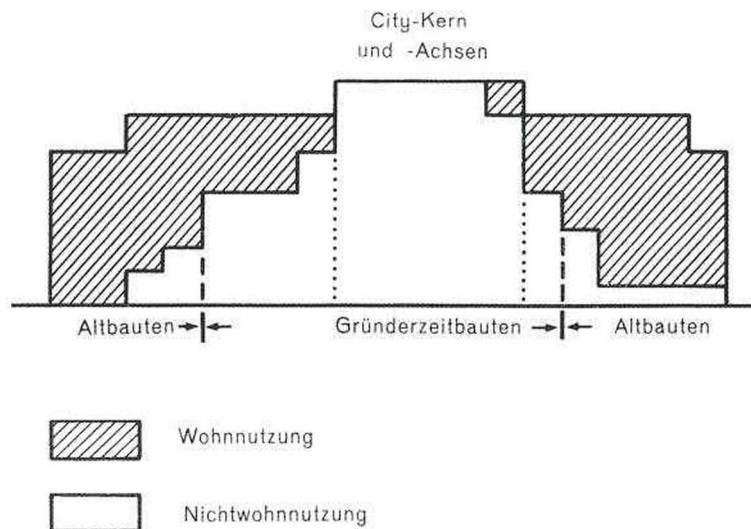 City-Kern
und -Achsen
Altbauten
Gründerzeitbauten
Altbauten
Wohnnutzung
Nichtwohnnutzung